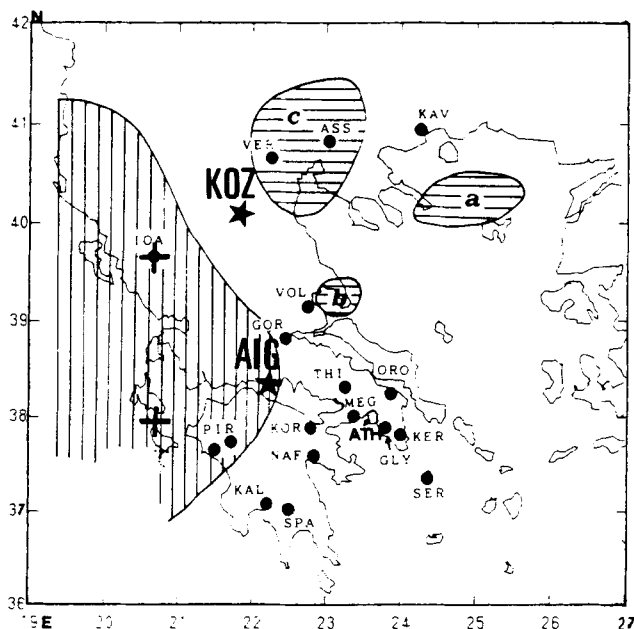 42
N
41
40
39
38
37
36
19 E
20
21
22
23
24
25
26
27
KAV
c
ASS
VER
KOZ
a
IOA
VOL
b
GOR
AIG
THI
ORO
MEG
PIR
KOR
ATH
KER
NAF
GLY
KAL
SER
SPA